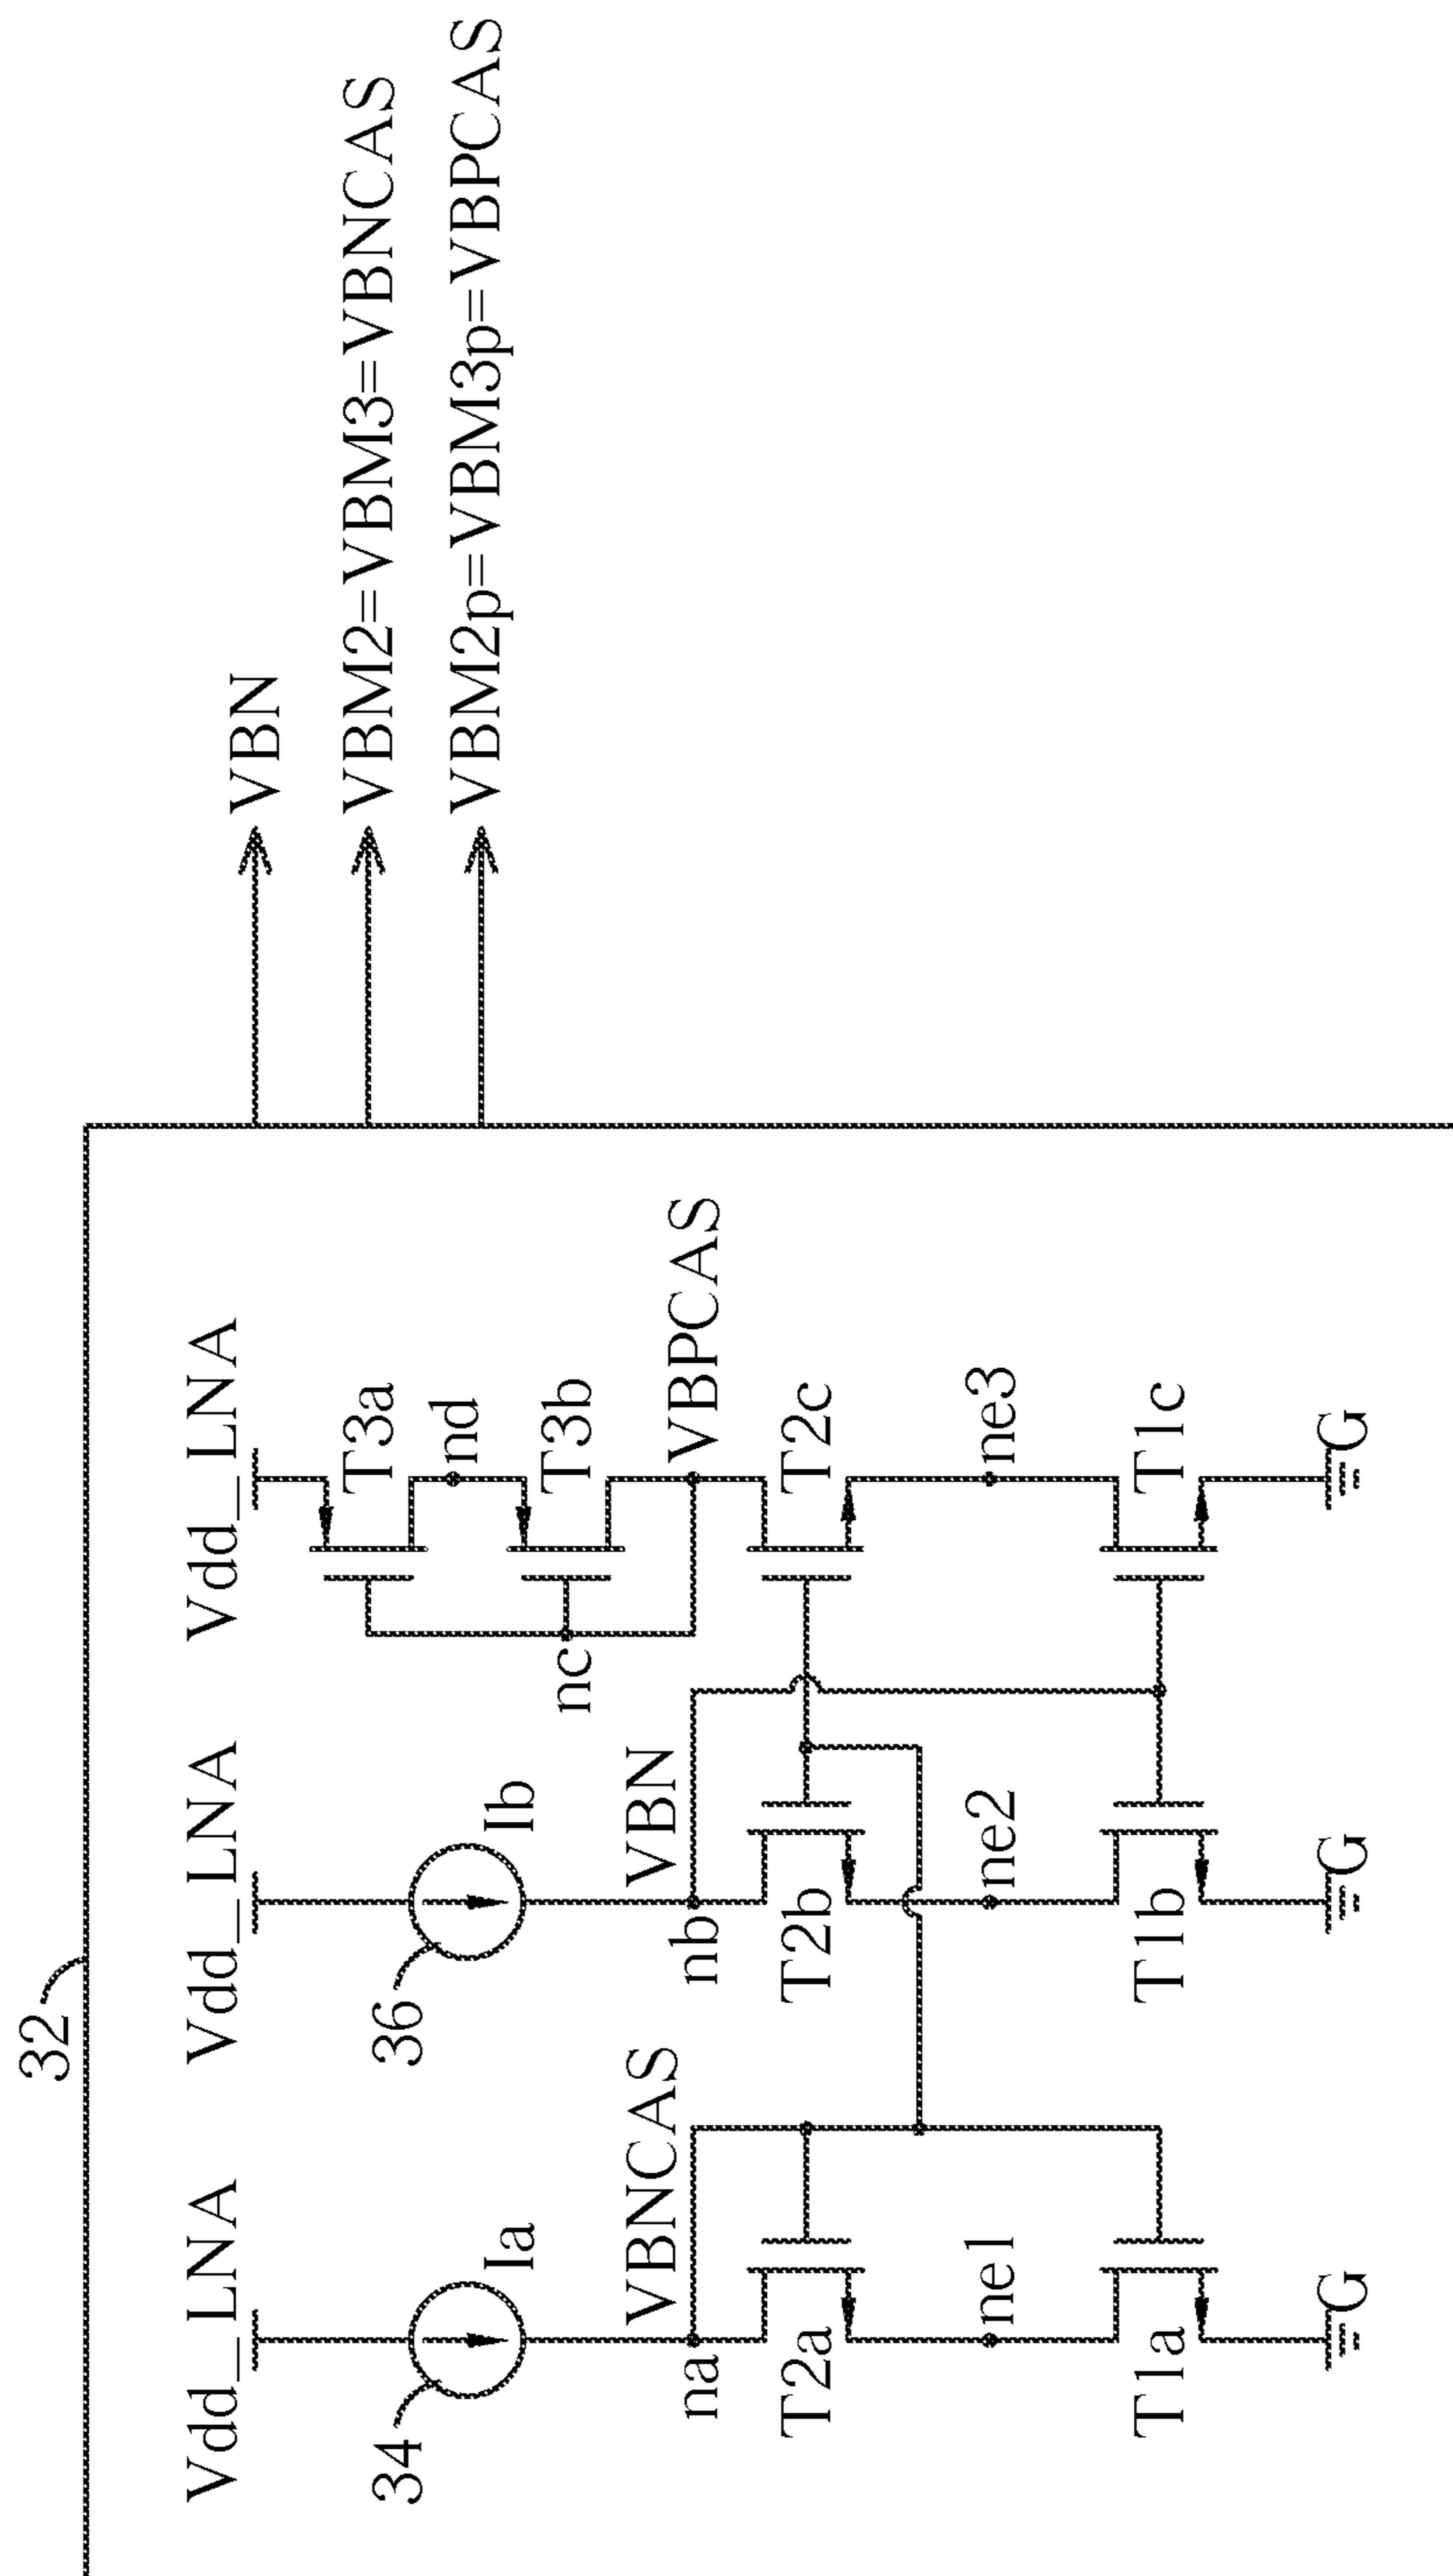 32
Vdd_LNA
Vdd_LNA
Vdd_LNA
VBN
VBM2=VBM3=VBNCAS
VBM2p=VBM3p=VBPCAS
34
Ia
36
Ib
T3a
nd
T3b
nc
VBNCAS
na
VBN
nb
VBPCAS
T2a
T2b
T2c
ne1
ne2
ne3
T1a
T1b
T1c
G
G
G